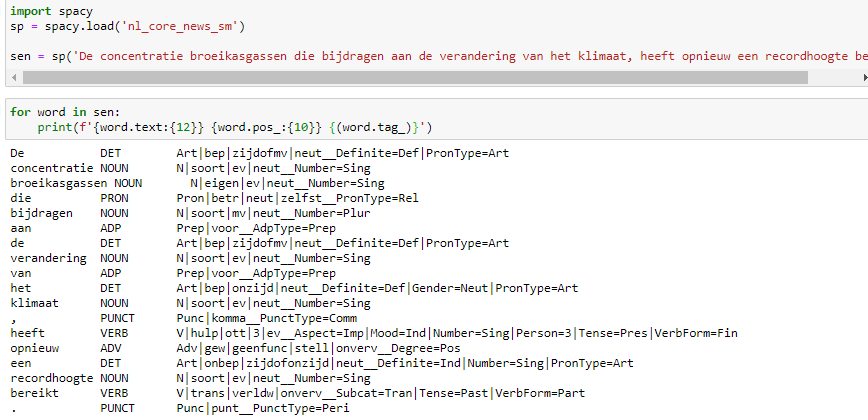 import spacy
sp = spacy.load('nl_core_news_sm')
sen = sp('De concentratie broeikasgassen die bijdragen aan de verandering van het klimaat, heeft opnieuw een recordhoogte be
for word in sen:
    print(f'{word.text:{12}} {word.pos_:{10}} {(word.tag_)}')
De           DET        Art|bep|zijdofmv|neut__Definite=Def|PronType=Art
concentratie NOUN       N|soort|ev|neut__Number=Sing
broeikasgassen NOUN       N|eigen|ev|neut__Number=Sing
die          PRON       Pron|betr|neut|zelfst__PronType=Rel
bijdragen    NOUN       N|soort|mv|neut__Number=Plur
aan          ADP        Prep|voor__AdpType=Prep
de           DET        Art|bep|zijdofmv|neut__Definite=Def|PronType=Art
verandering  NOUN       N|soort|ev|neut__Number=Sing
van          ADP        Prep|voor__AdpType=Prep
het          DET        Art|bep|onzijd|neut__Definite=Def|Gender=Neut|PronType=Art
klimaat      NOUN       N|soort|ev|neut__Number=Sing
,            PUNCT      Punc|komma__PunctType=Comm
heeft        VERB       V|hulp|ott|3|ev__Aspect=Imp|Mood=Ind|Number=Sing|Person=3|Tense=Pres|VerbForm=Fin
opnieuw      ADV        Adv|gew|geenfunc|stell|onverv__Degree=Pos
een          DET        Art|onbep|zijdofonzijd|neut__Definite=Ind|Number=Sing|PronType=Art
recordhoogte NOUN       N|soort|ev|neut__Number=Sing
bereikt      VERB       V|trans|verldw|onverv__Subcat=Tran|Tense=Past|VerbForm=Part
.            PUNCT      Punc|punt__PunctType=Peri